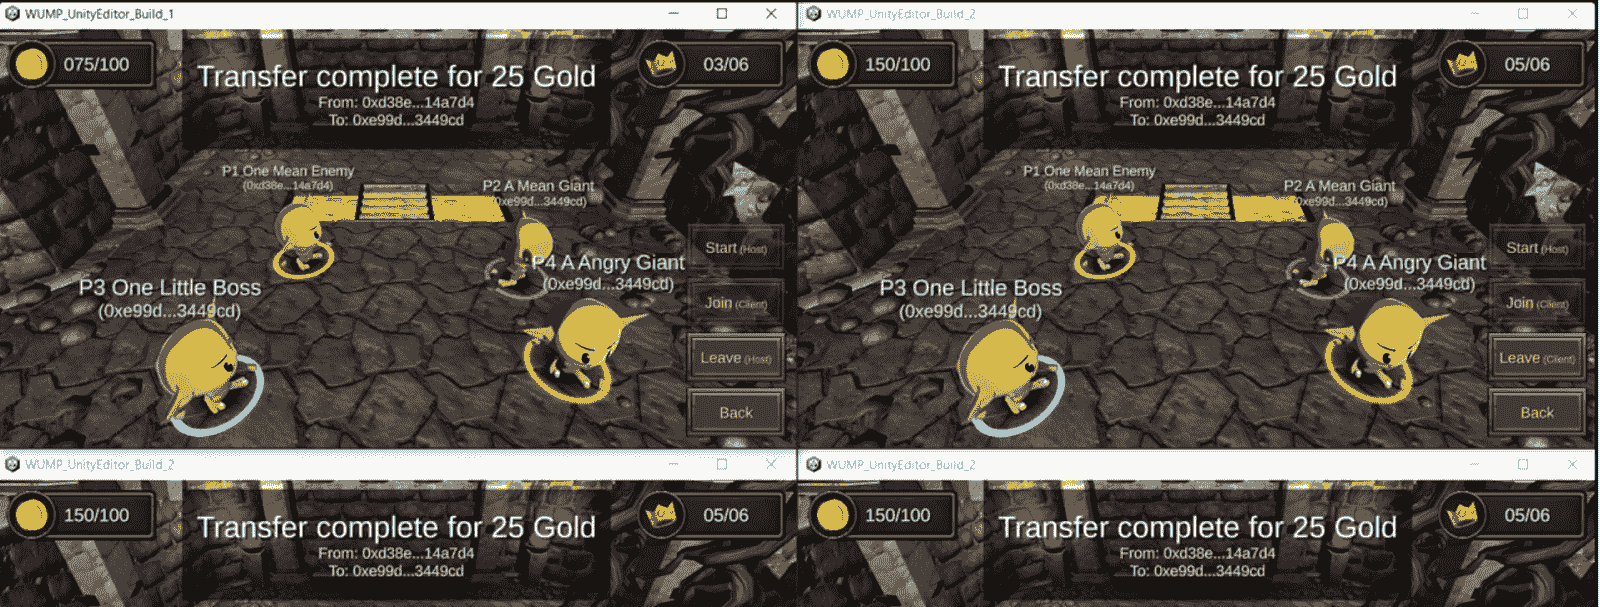 WUMP_UnityEditor_Build_1
075/100
Transfer complete for 25 Gold
From: 0xd38e...14a7d4
To: 0xe99d...3449cd
03/06
P1 One Mean Enemy
(0xd38e...14a7d4)
P2 A Mean Giant
(0xe99d...3449cd)
P4 A Angry Giant
(0xe99d...3449cd)
P3 One Little Boss
(0xe99d...3449cd)
Start (Host)
Join (Client)
Leave (Host)
Back
WUMP_UnityEditor_Build_2
150/100
Transfer complete for 25 Gold
From: 0xd38e...14a7d4
To: 0xe99d...3449cd
05/06
P1 One Mean Enemy
(0xd38e...14a7d4)
P2 A Mean Giant
(0xe99d...3449cd)
P4 A Angry Giant
(0xe99d...3449cd)
P3 One Little Boss
(0xe99d...3449cd)
Start (Host)
Join (Client)
Leave (Client)
Back
WUMP_UnityEditor_Build_2
150/100
Transfer complete for 25 Gold
From: 0xd38e...14a7d4
To: 0xe99d...3449cd
05/06
WUMP_UnityEditor_Build_2
150/100
Transfer complete for 25 Gold
From: 0xd38e...14a7d4
To: 0xe99d...3449cd
05/06